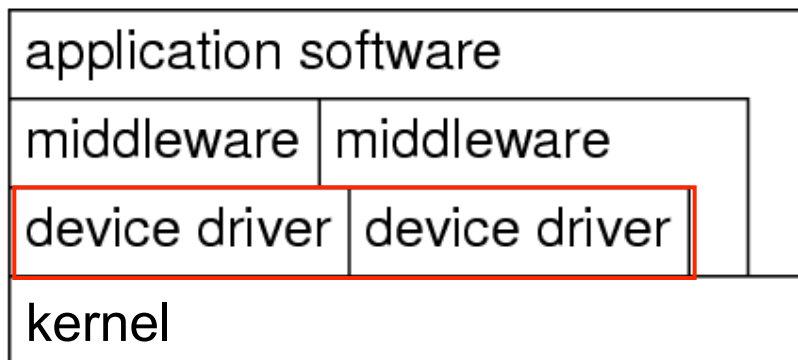 application software
middleware middleware
device driver device driver
kernel